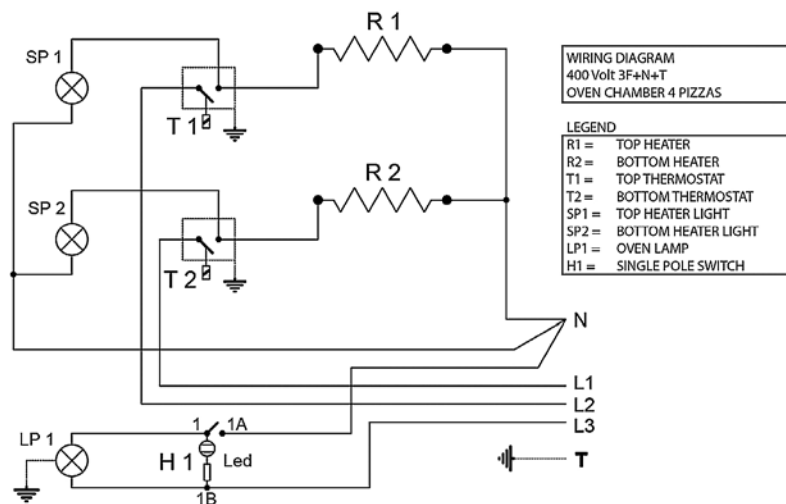 R 1
SP 1
T 1
WIRING DIAGRAM
400 Volt 3F+N+T
OVEN CHAMBER 4 PIZZAS
LEGEND
R1 = TOP HEATER
R2 = BOTTOM HEATER
T1 = TOP THERMOSTAT
T2 = BOTTOM THERMOSTAT
SP1 = TOP HEATER LIGHT
SP2 = BOTTOM HEATER LIGHT
LP1 = OVEN LAMP
H1 = SINGLE POLE SWITCH
R 2
SP 2
T 2
N
L1
L2
L3
1 1A
LP 1
H 1 Led
1B
T